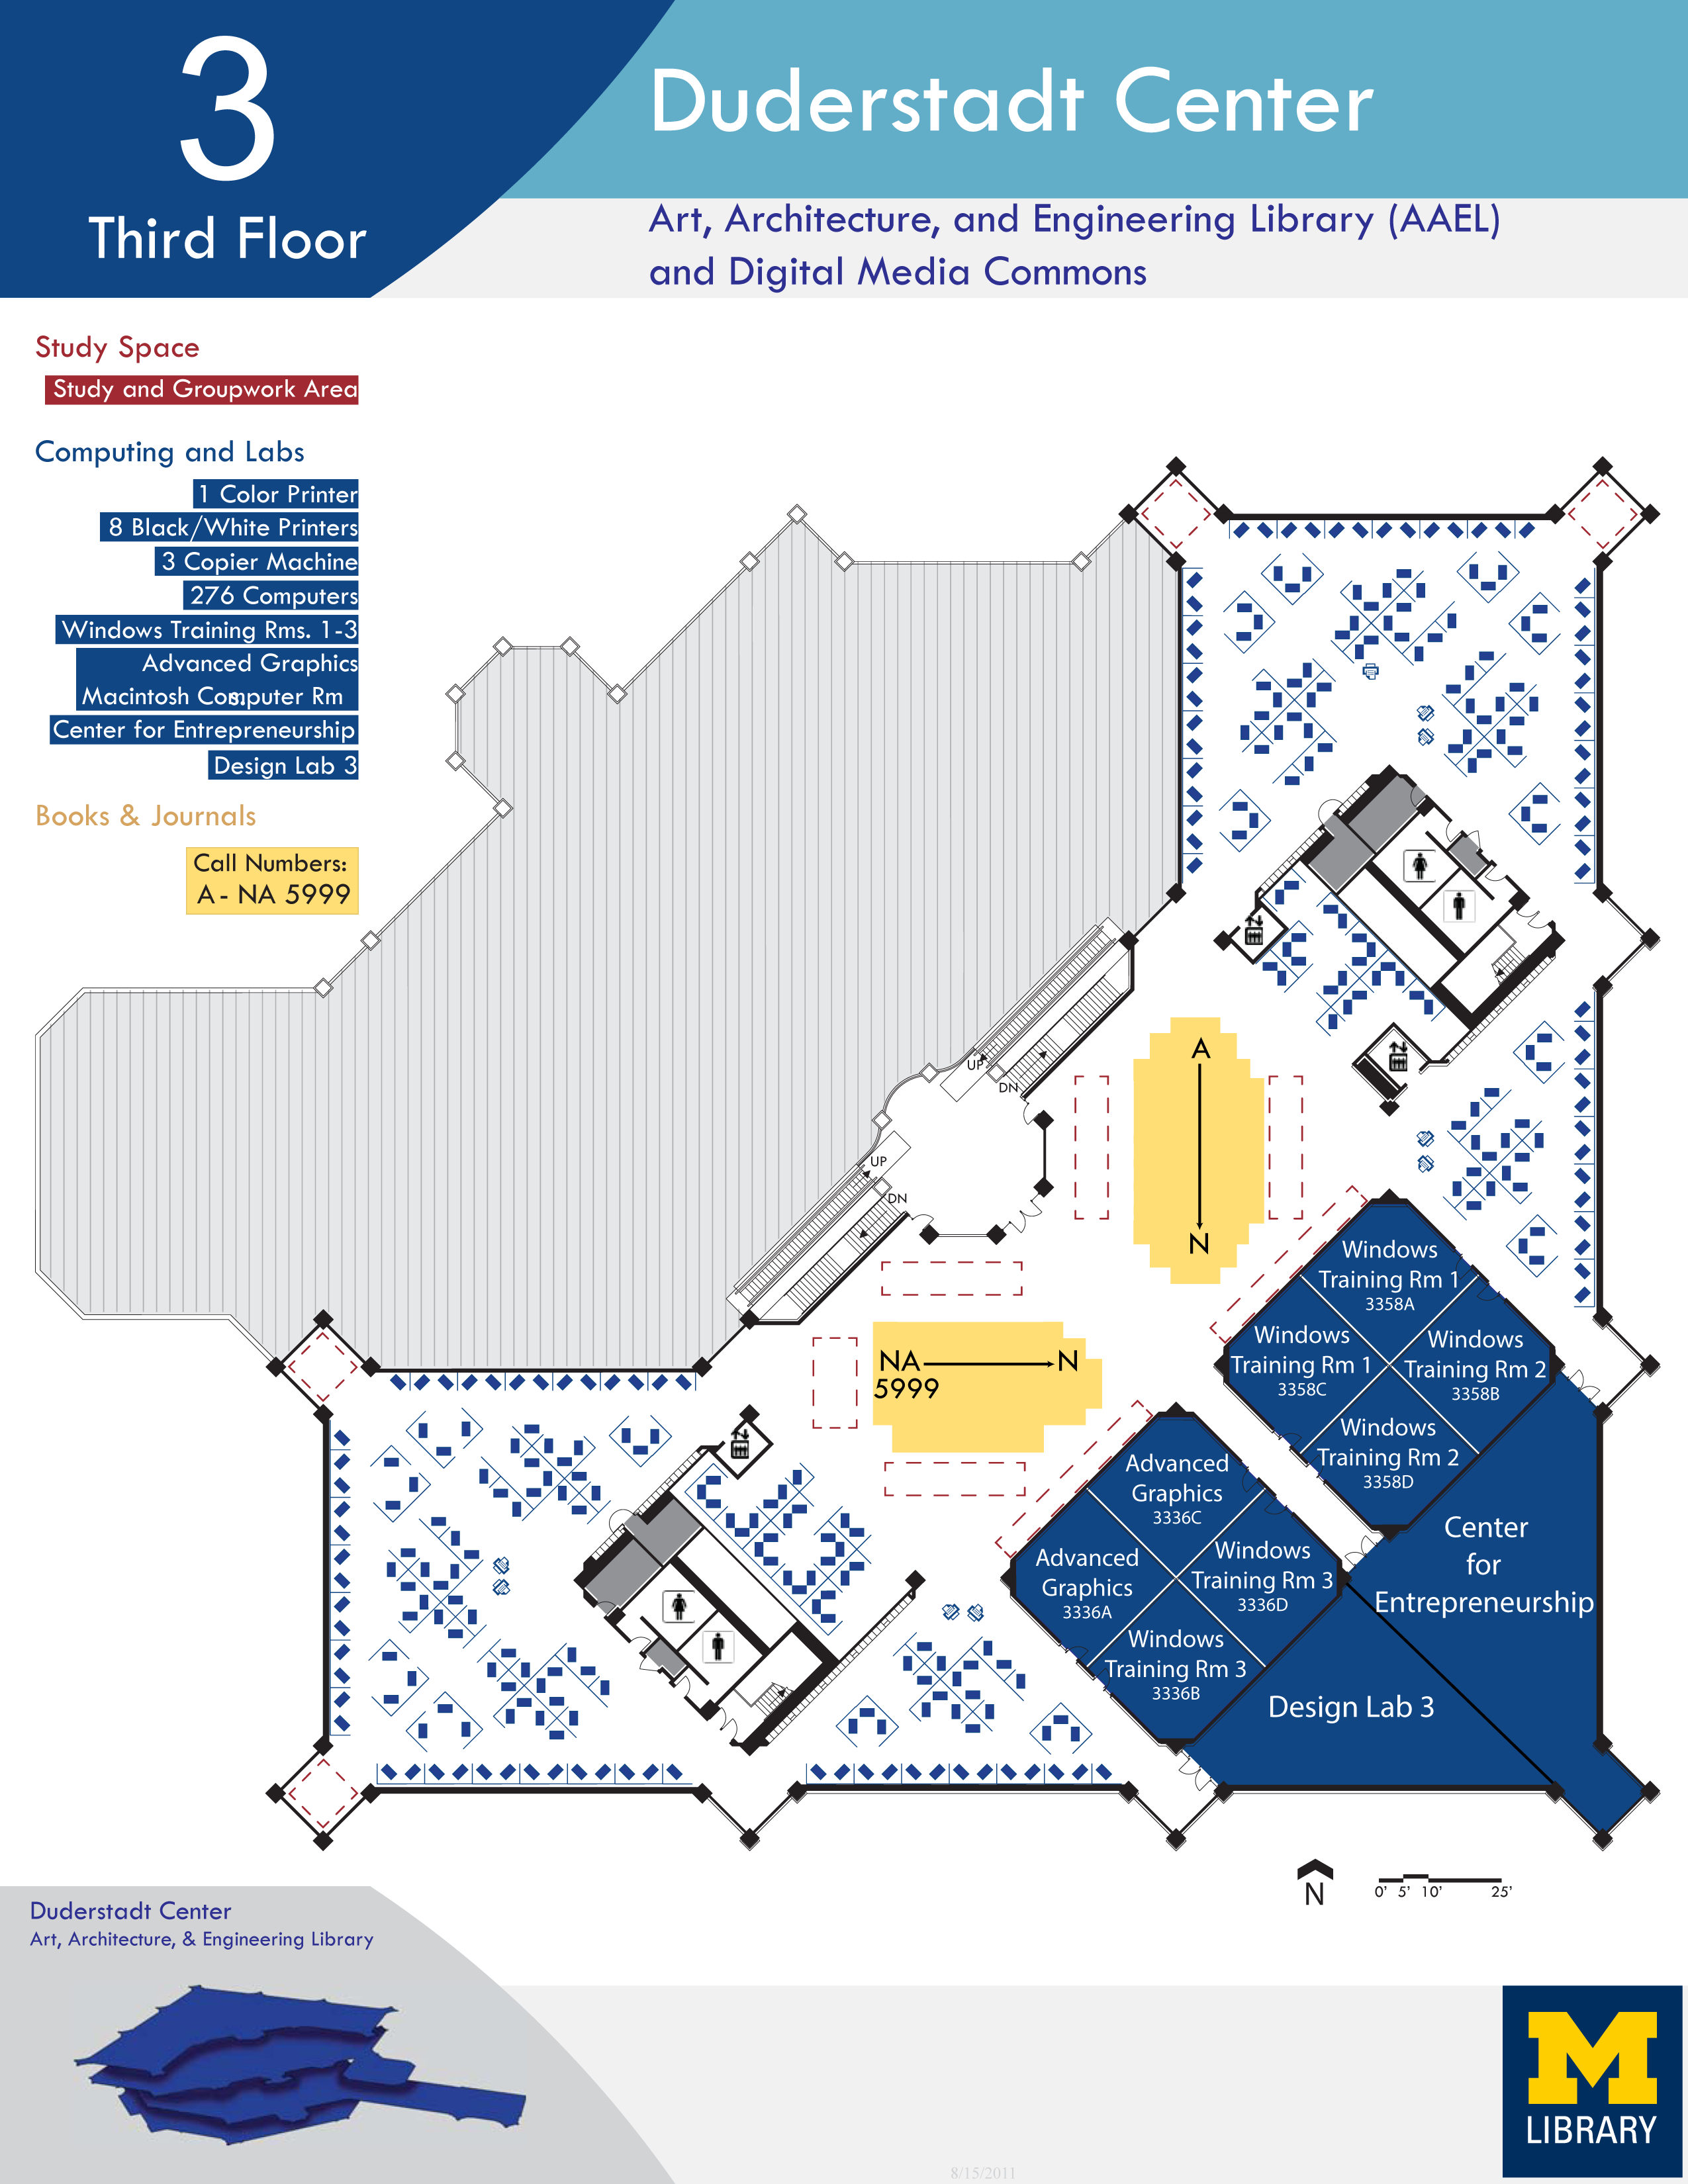 3
Third Floor
Duderstadt Center
Art, Architecture, and Engineering Library (AAEL)
and Digital Media Commons
Study Space
Study and Groupwork Area
Computing and Labs
1 Color Printer
8 Black/White Printers
3 Copier Machine
276 Computers
Windows Training Rms. 1-3
Advanced Graphics
Macintosh Computer Rms.
Center for Entrepreneurship
Design Lab 3
Books & Journals
Call Numbers:
A - NA 5999
UP
DN
UP
DN
A
N
NA
5999
N
Windows
Training Rm 1
3358A
Windows
Training Rm 1
3358C
Windows
Training Rm 2
3358B
Windows
Training Rm 2
3358D
Advanced
Graphics
3336C
Advanced
Graphics
3336A
Windows
Training Rm 3
3336D
Windows
Training Rm 3
3336B
Center
for
Entrepreneurship
Design Lab 3
N
0' 5' 10' 25'
Duderstadt Center
Art, Architecture, & Engineering Library
M
LIBRARY
8/15/2011